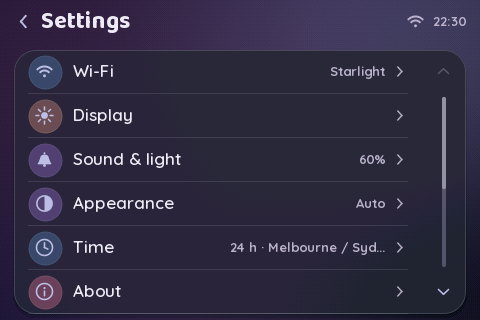 Settings
22:30
Wi-Fi Starlight
Display
Sound & light 60%
Appearance Auto
Time 24 h · Melbourne / Syd...
About